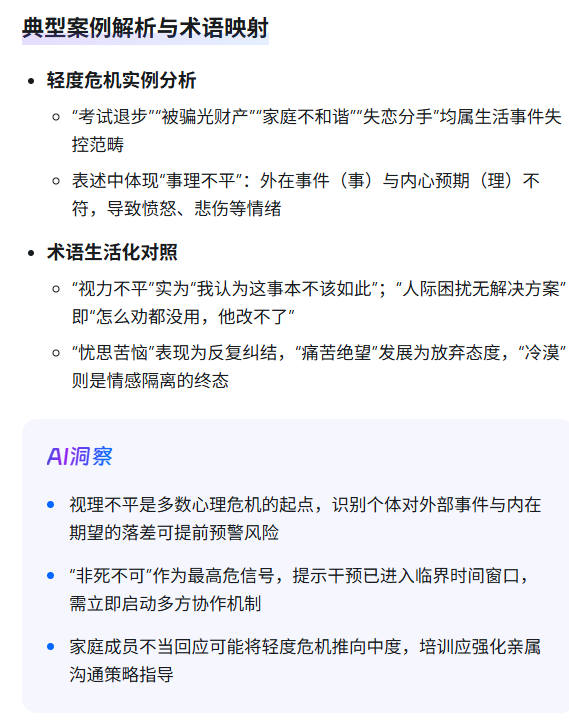 典型案例解析与术语映射
轻度危机实例分析
“考试退步”“被骗光财产”“家庭不和谐”“失恋分手”均属生活事件失
控范畴
表述中体现“事理不平”：外在事件（事）与内心预期（理）不
符，导致愤怒、悲伤等情绪
术语生活化对照
“视力不平”实为“我认为这事本不该如此”；“人际困扰无解决方案”
即“怎么劝都没用，他改不了”
“忧思苦恼”表现为反复纠结，“痛苦绝望”发展为放弃态度，“冷漠”
则是情感隔离的终态
AI洞察
视理不平是多数心理危机的起点，识别个体对外部事件与内在
期望的落差可提前预警风险
“非死不可”作为最高危信号，提示干预已进入临界时间窗口，
需立即启动多方协作机制
家庭成员不当回应可能将轻度危机推向中度，培训应强化亲属
沟通策略指导